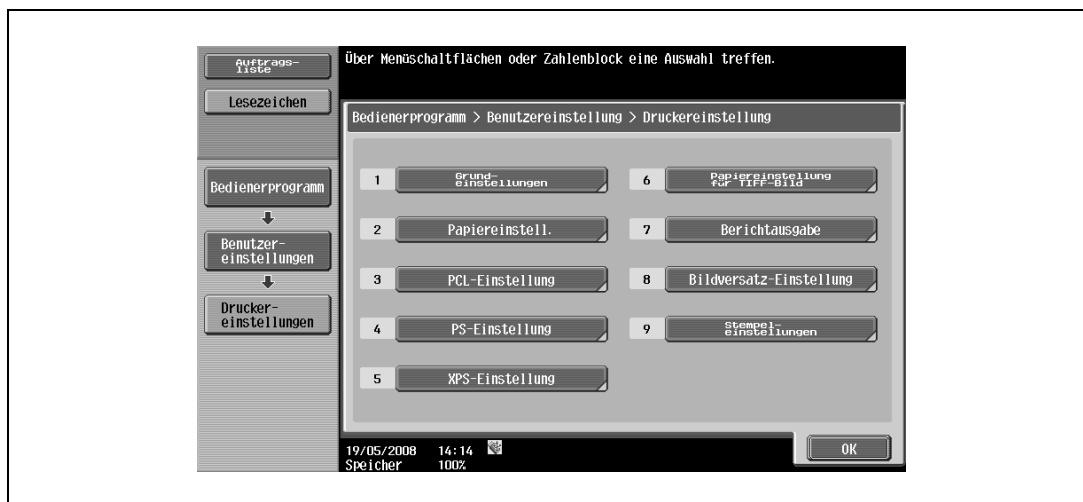 Auftrags-
liste
Lesezeichen
Bedienerprogramm
Benutzer-
einstellungen
Drucker-
einstellungen
Über Menüschaltflächen oder Zahlenblock eine Auswahl treffen.
Bedienerprogramm > Benutzereinstellung > Druckereinstellung
1 Grund-
einstellungen
2 Papiereinstell.
3 PCL-Einstellung
4 PS-Einstellung
5 XPS-Einstellung
6 Papiereinstellung
für TIFF-Bild
7 Berichtausgabe
8 Bildversatz-Einstellung
9 Stempel-
einstellungen
19/05/2008 14:14
Speicher 100%
OK